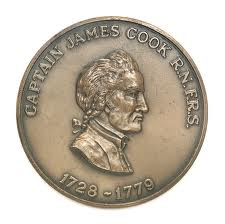 CAPTAIN JAMES COOK R.N.F.R.S.
1728 ~ 1779